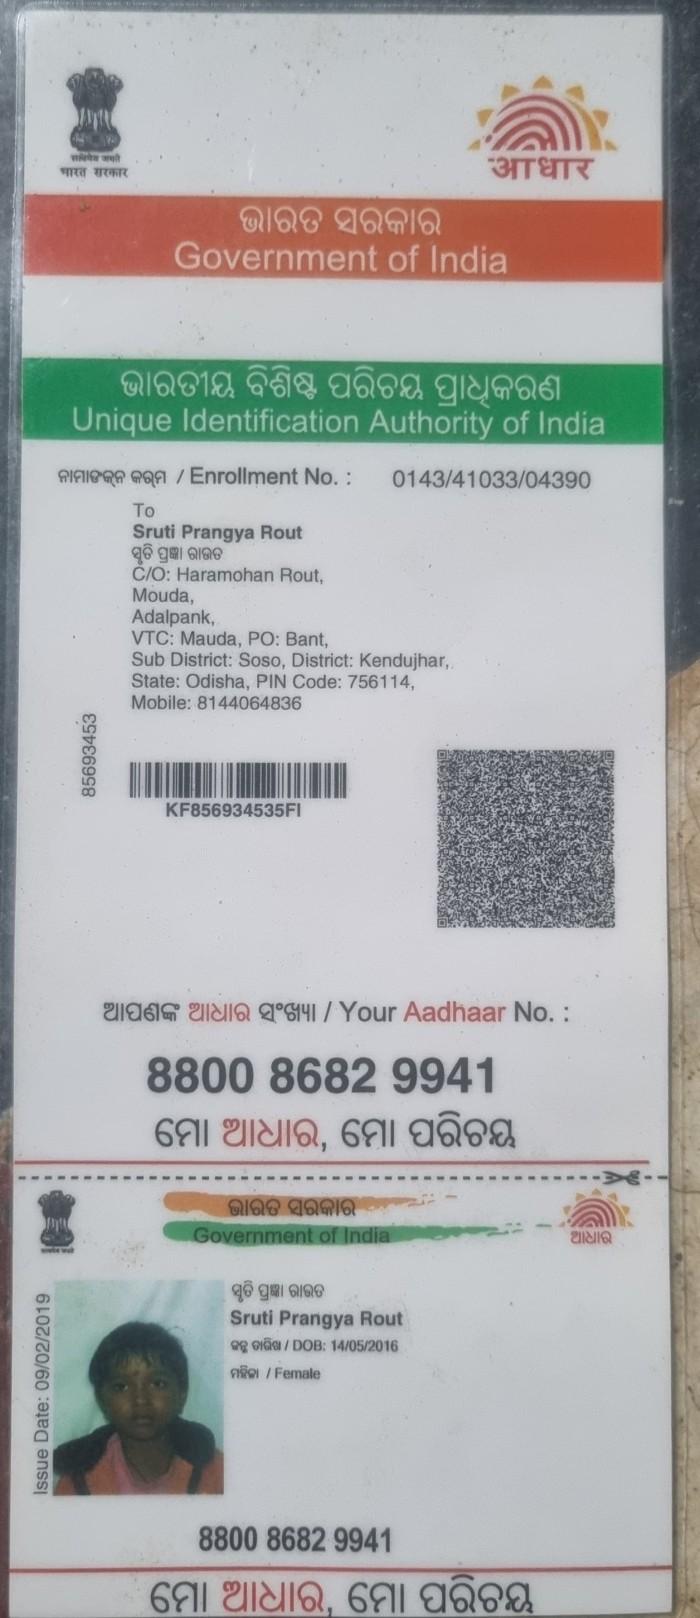 सत्यमेव जयते
भारत सरकार
आधार
ଭାରତ ସରକାର
Government of India
ଭାରତୀୟ ବିଶିଷ୍ଟ ପରିଚୟ ପ୍ରାଧିକରଣ
Unique Identification Authority of India
ନାମାଙ୍କନ କ୍ରମ / Enrollment No. : 0143/41033/04390
To
Sruti Prangya Rout
ସୃତି ପ୍ରଜ୍ଞା ରାଉତ
C/O: Haramohan Rout,
Mouda,
Adalpank,
VTC: Mauda, PO: Bant,
Sub District: Soso, District: Kendujhar,
State: Odisha, PIN Code: 756114,
Mobile: 8144064836
85693453
KF856934535FI
ଆପଣଙ୍କ ଆଧାର ସଂଖ୍ୟା / Your Aadhaar No. :
8800 8682 9941
ମୋ ଆଧାର, ମୋ ପରିଚୟ
ଭାରତ ସରକାର
Government of India
ଆଧାର
Issue Date: 09/02/2019
ସୃତି ପ୍ରଜ୍ଞା ରାଉତ
Sruti Prangya Rout
ଜନ୍ମ ତାରିଖ / DOB: 14/05/2016
ମହିଳା / Female
8800 8682 9941
ମୋ ଆଧାର, ମୋ ପରିଚୟ